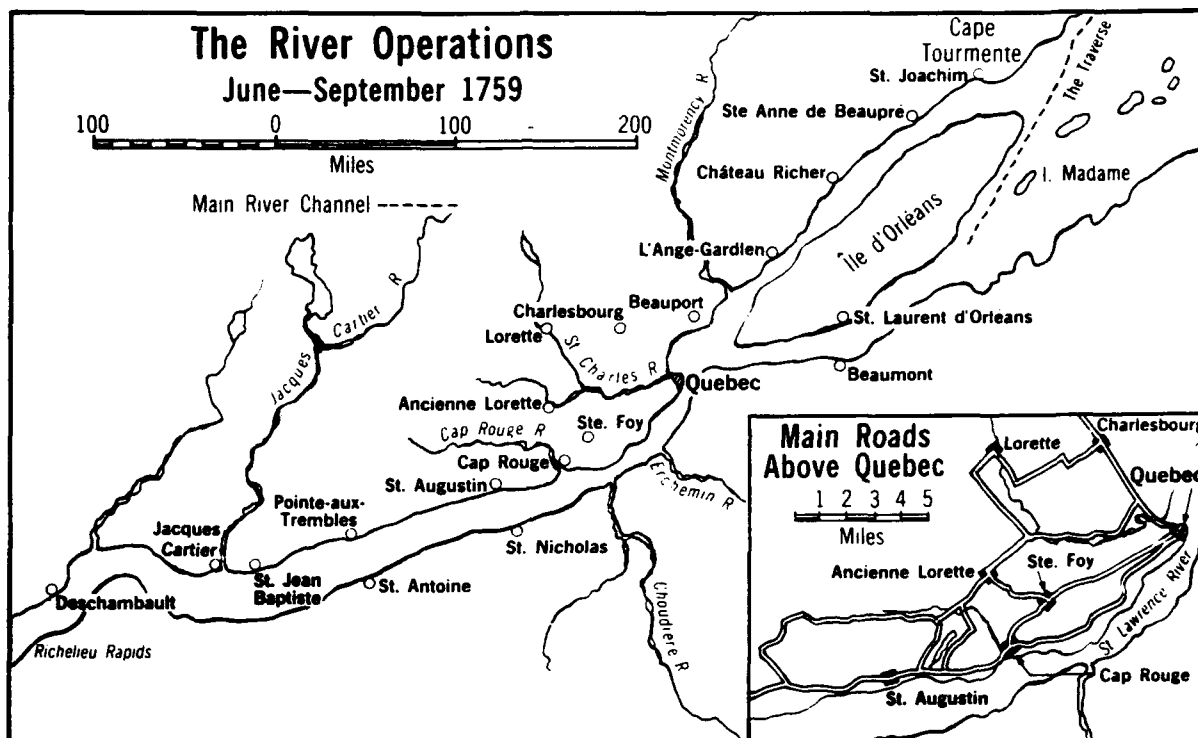 The River Operations
June—September 1759
100 0 100 200
Miles
Main River Channel
Cape
Tourmente
St. Joachim
The Traverse
Ste Anne de Beaupré
Montmorency R
Château Richer
I. Madame
L'Ange-Gardien
Île d'Orléans
Beauport
Charlesbourg
Lorette
St. Laurent d'Orléans
St Charles R
Jacques Cartier R
Quebec
Beaumont
Ancienne Lorette
Ste. Foy
Cap Rouge R
Cap Rouge
St. Augustin
Etchemin R
Pointe-aux-
Trembles
Jacques
Cartier
St. Nicholas
St. Jean
Baptiste
St. Antoine
Deschambault
Chaudiere R
Richelieu Rapids
Main Roads
Above Quebec
1 2 3 4 5
Miles
Lorette
Charlesbourg
Quebec
Ancienne Lorette
Ste. Foy
St Lawrence River
Cap Rouge
St. Augustin